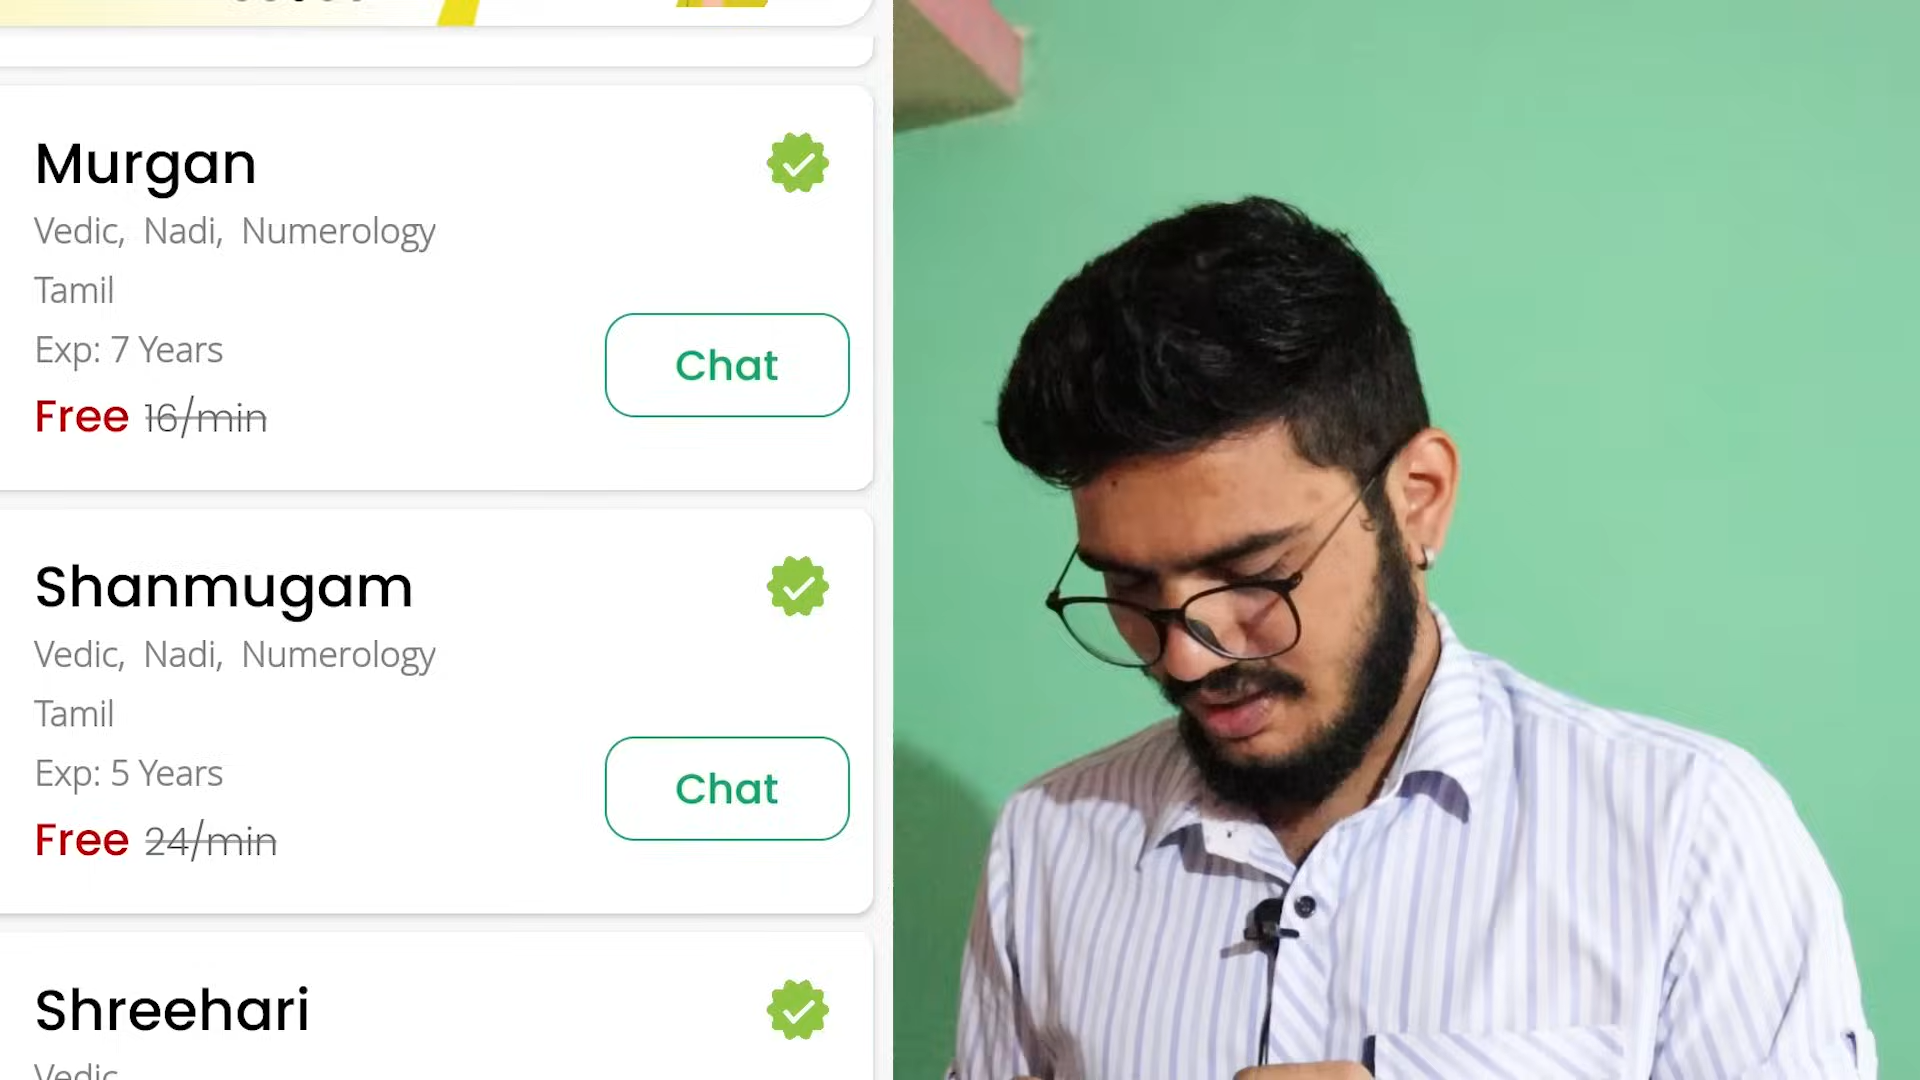 Murgan
Vedic, Nadi, Numerology
Tamil
Exp: 7 Years
Chat
Free 16/min
Shanmugam
Vedic, Nadi, Numerology
Tamil
Exp: 5 Years
Chat
Free 24/min
Shreehari
Vedic